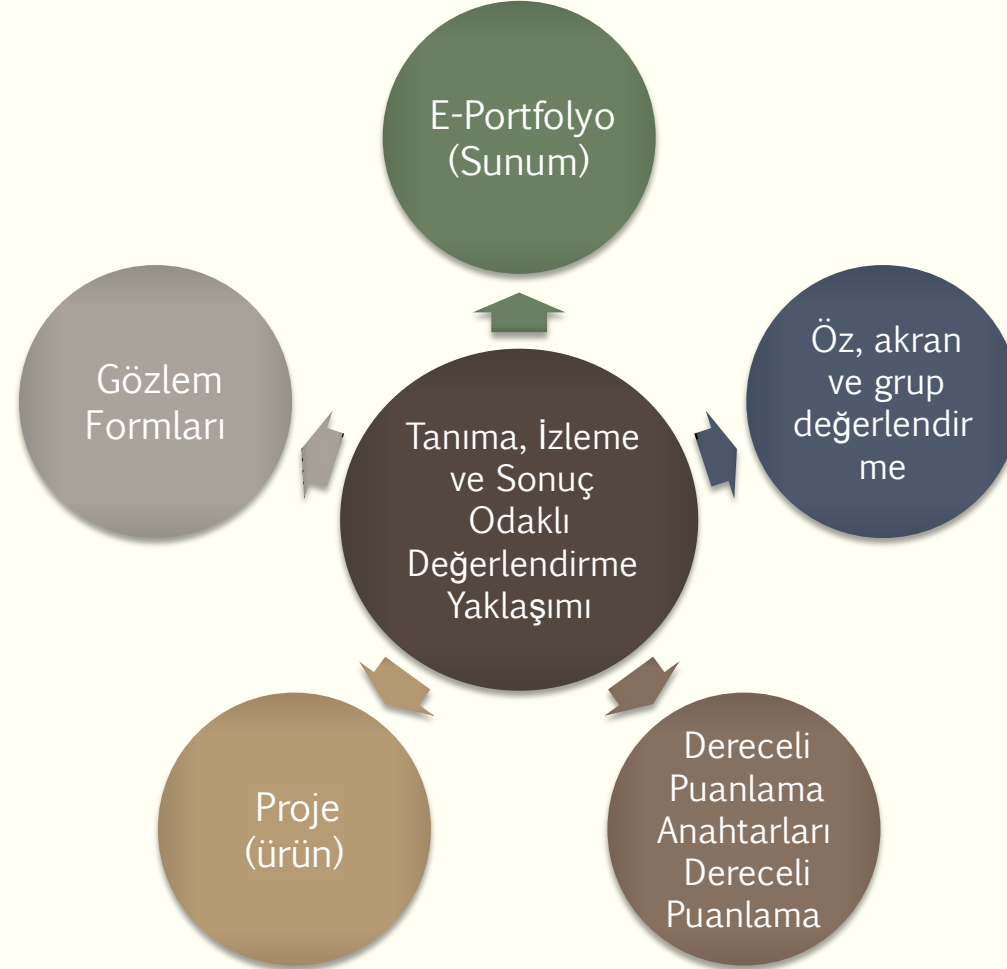 E-Portfolyo
(Sunum)
Gözlem
Formları
Öz, akran
ve grup
değerlendir
me
Tanıma, İzleme
ve Sonuç
Odaklı
Değerlendirme
Yaklaşımı
Proje
(ürün)
Dereceli
Puanlama
Anahtarları
Dereceli
Puanlama